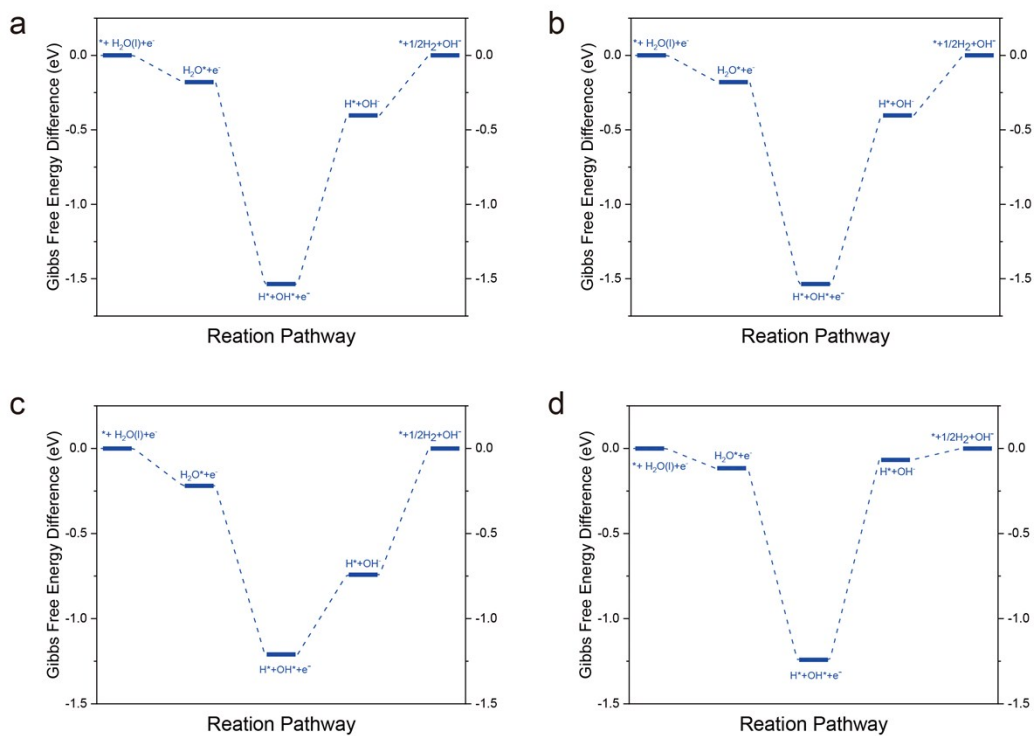 a
Gibbs Free Energy Difference (eV)
0.0
-0.5
-1.0
-1.5
*+ H₂O(l)+e⁻
H₂O*+e⁻
H*+OH*+e⁻
H*+OH⁻
*+1/2H₂+OH⁻
0.0
-0.5
-1.0
-1.5
Reation Pathway
b
Gibbs Free Energy Difference (eV)
0.0
-0.5
-1.0
-1.5
*+ H₂O(l)+e⁻
H₂O*+e⁻
H*+OH*+e⁻
H*+OH⁻
*+1/2H₂+OH⁻
0.0
-0.5
-1.0
-1.5
Reation Pathway
c
Gibbs Free Energy Difference (eV)
0.0
-0.5
-1.0
-1.5
*+ H₂O(l)+e⁻
H₂O*+e⁻
H*+OH*+e⁻
H*+OH⁻
*+1/2H₂+OH⁻
0.0
-0.5
-1.0
-1.5
Reation Pathway
d
Gibbs Free Energy Difference (eV)
0.0
-0.5
-1.0
-1.5
*+ H₂O(l)+e⁻
H₂O*+e⁻
H*+OH*+e⁻
H*+OH⁻
*+1/2H₂+OH⁻
0.0
-0.5
-1.0
-1.5
Reation Pathway